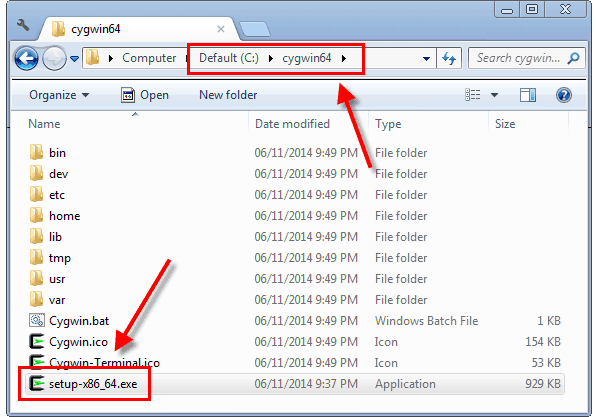 cygwin64
Computer Default (C:) cygwin64 Search cygwin...
Organize Open New folder
Name Date modified Type Size
bin 06/11/2014 9:49 PM File folder
dev 06/11/2014 9:49 PM File folder
etc 06/11/2014 9:49 PM File folder
home 06/11/2014 9:49 PM File folder
lib 06/11/2014 9:49 PM File folder
tmp 06/11/2014 9:49 PM File folder
usr 06/11/2014 9:49 PM File folder
var 06/11/2014 9:49 PM File folder
Cygwin.bat 06/11/2014 9:49 PM Windows Batch File 1 KB
Cygwin.ico 06/11/2014 9:49 PM Icon 154 KB
Cygwin-Terminal.ico 06/11/2014 9:49 PM Icon 53 KB
setup-x86_64.exe 06/11/2014 9:37 PM Application 929 KB